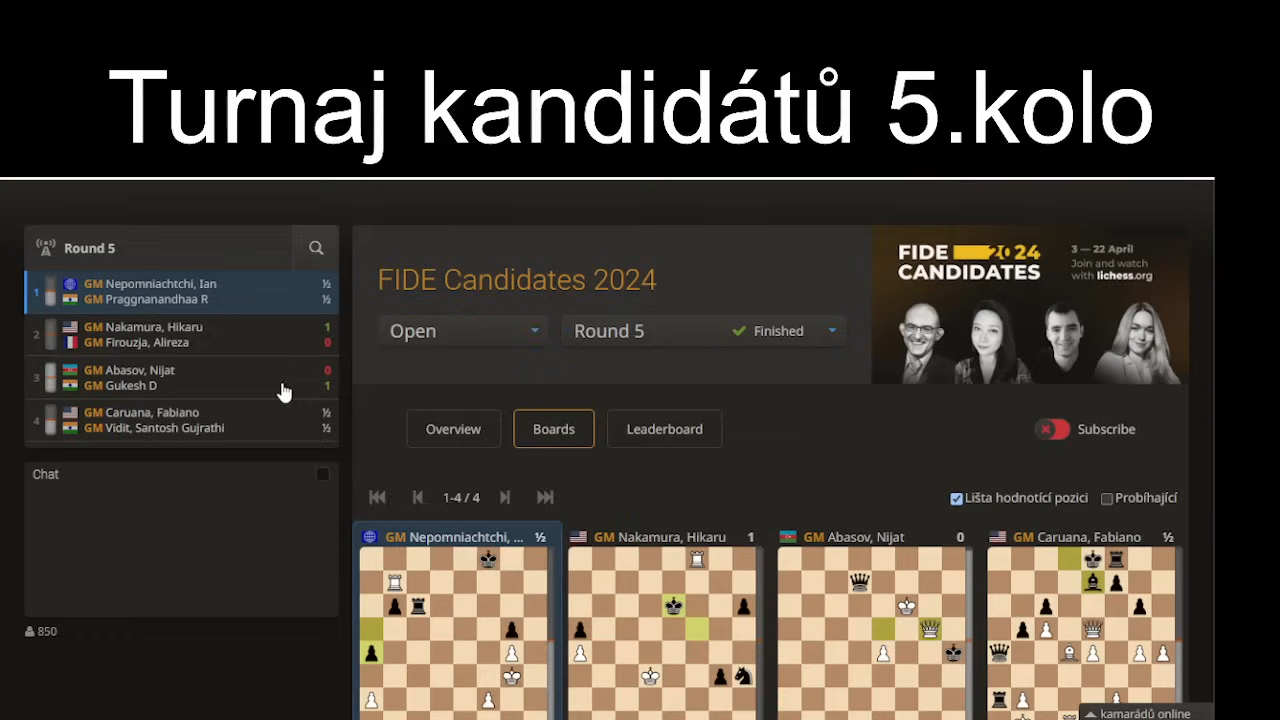 Turnaj kandidátů 5.kolo
Round 5
1
GM Nepomniachtchi, Ian ½
GM Praggnanandhaa R ½
2
GM Nakamura, Hikaru 1
GM Firouzja, Alireza 0
3
GM Abasov, Nijat 0
GM Gukesh D 1
4
GM Caruana, Fabiano ½
GM Vidit, Santosh Gujrathi ½
Chat
850
FIDE Candidates 2024
Open
Round 5 Finished
FIDE 2024
CANDIDATES
3 — 22 April
Join and watch
with lichess.org
Overview Boards Leaderboard
Subscribe
1-4 / 4
Lišta hodnotící pozici Probíhající
GM Nepomniachtchi, ... ½
GM Nakamura, Hikaru 1
GM Abasov, Nijat 0
GM Caruana, Fabiano ½
kamarádů online